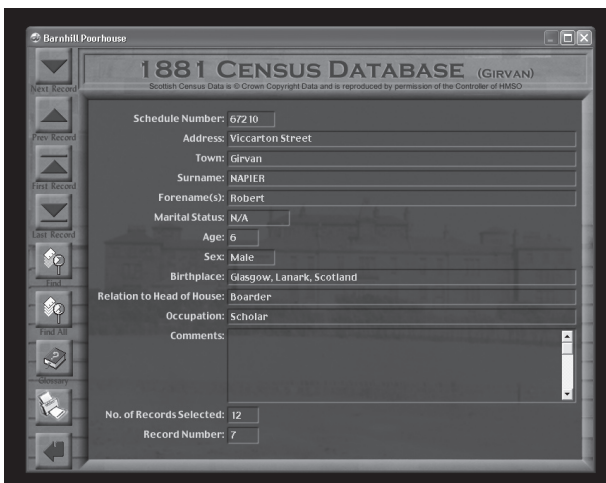 Barnhill Poorhouse
1881 CENSUS DATABASE (GIRVAN)
Scottish Census Data is © Crown Copyright Data and is reproduced by permission of the Controller of HMSO
Next Record
Prev Record
First Record
Last Record
Find
Find All
Glossary
Schedule Number: 67210
Address: Viccarton Street
Town: Girvan
Surname: NAPIER
Forename(s): Robert
Marital Status: N/A
Age: 6
Sex: Male
Birthplace: Glasgow, Lanark, Scotland
Relation to Head of House: Boarder
Occupation: Scholar
Comments:
No. of Records Selected: 12
Record Number: 7